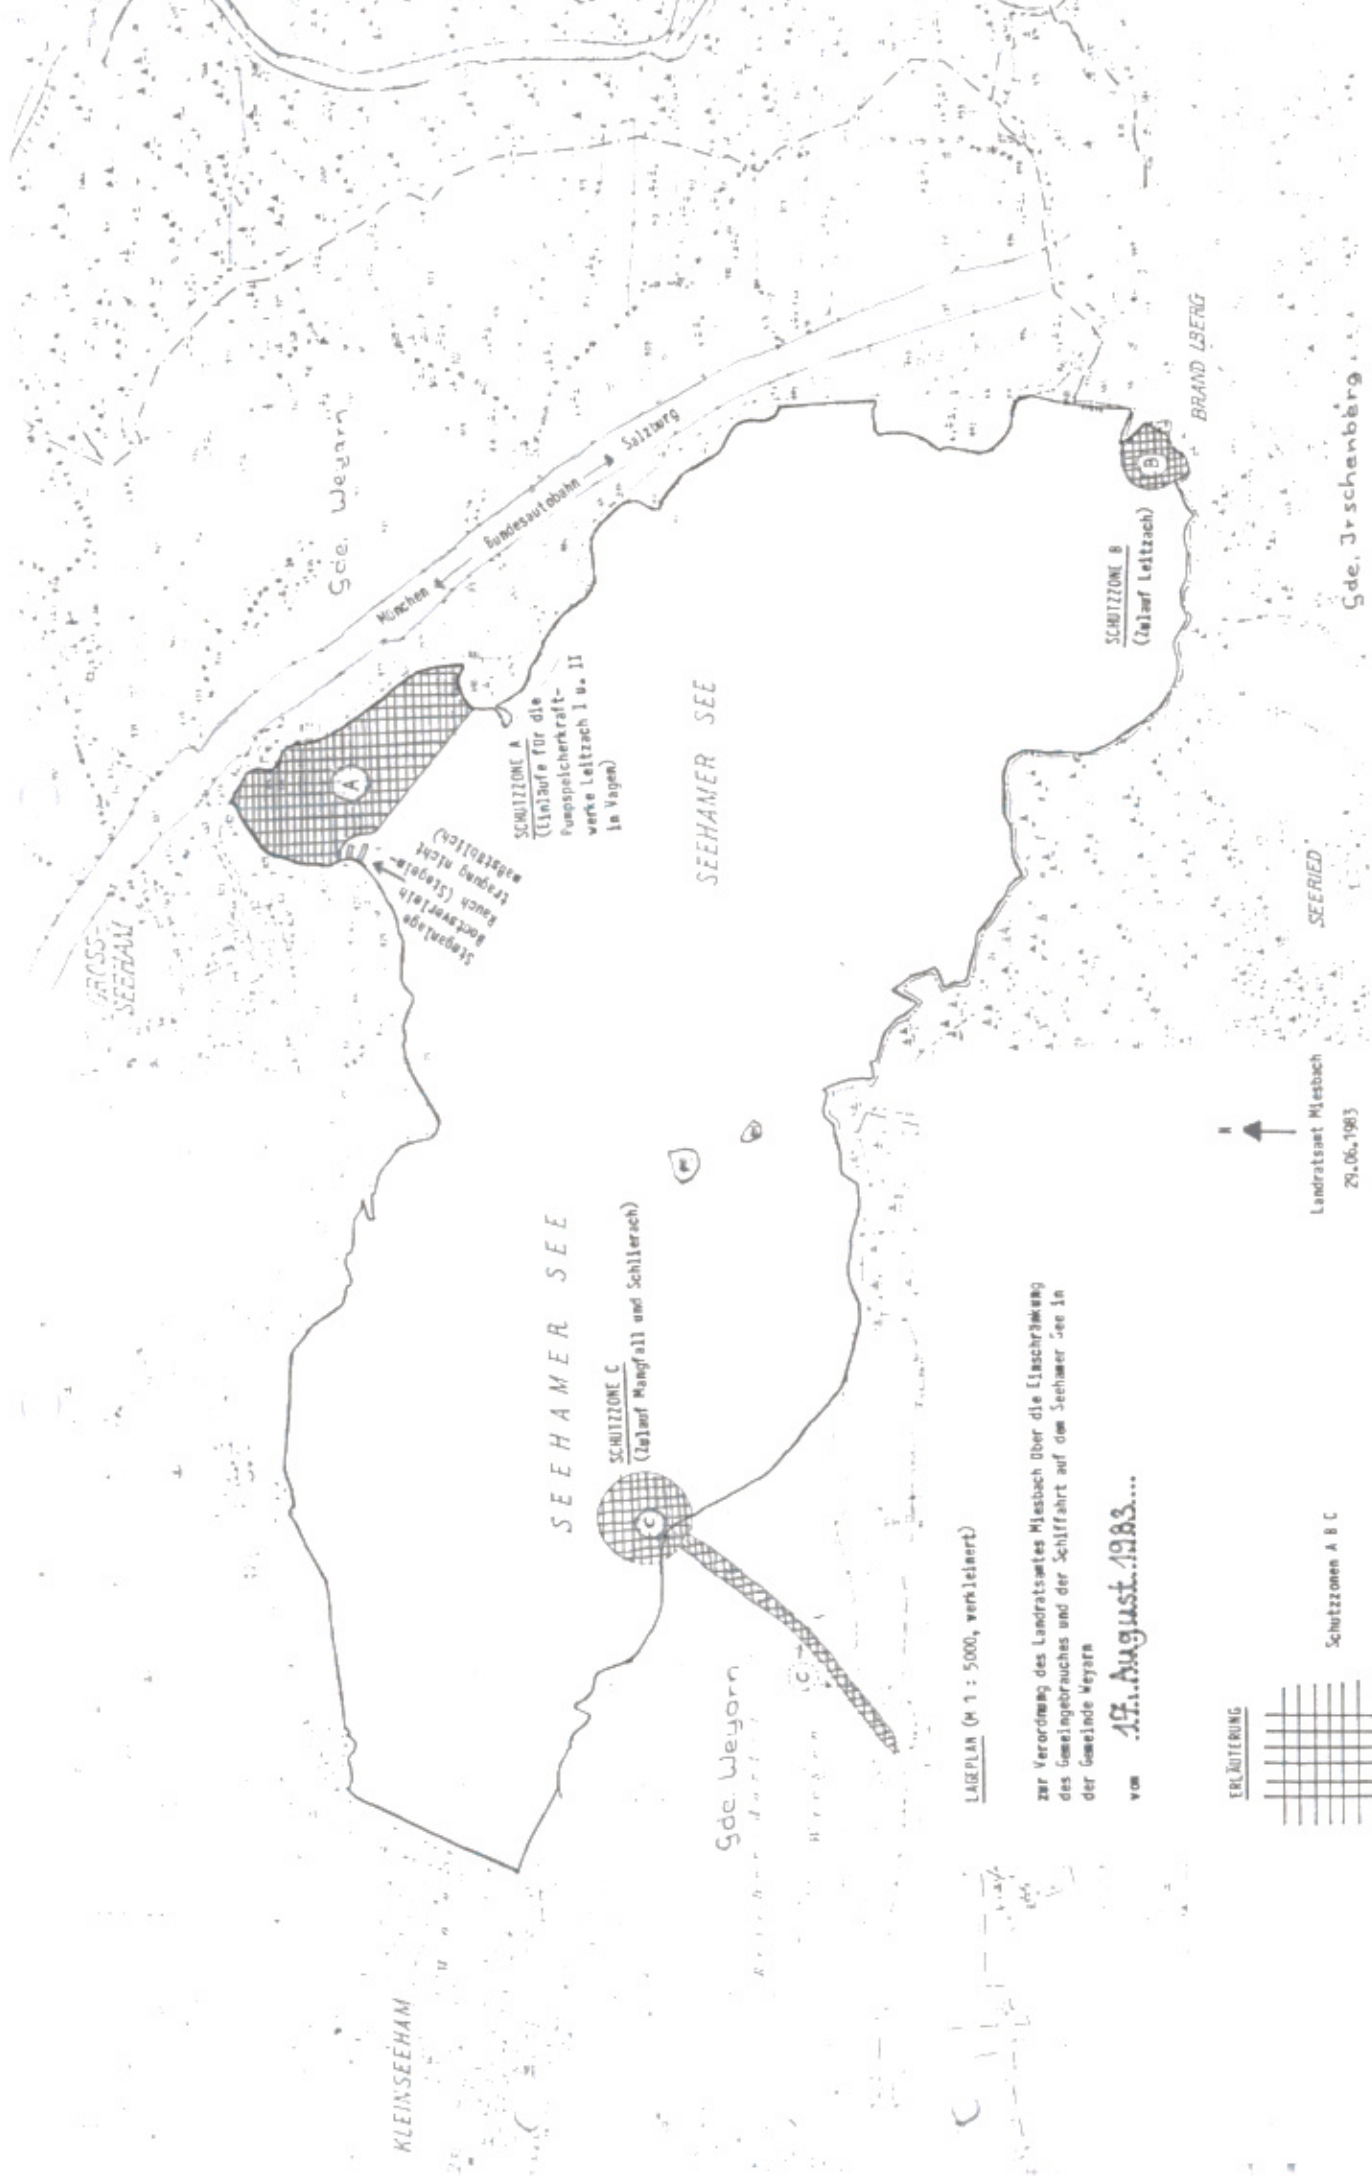 GROSS-
SEEHAM
Gde. Weyarn
München
Bundesautobahn
Salzburg
A
Steganlage
Bootsverleih
Rauch (Stegein-
tragung nicht
maßstäblich)
SCHUTZZONE A
(Einläufe für die
Pumpspeicherkraft-
werke Leitzach I u. II
in Vagen)
KLEINSEEHAM
SEEHAMER SEE
SEEHAMER SEE
SCHUTZZONE C
(Zulauf Mangfall und Schlierach)
C
C
Gde. Weyarn
SCHUTZZONE B
(Zulauf Leitzach)
B
BRANDLBERG
SEERIED
Gde. Irschenberg
LAGEPLAN (M 1 : 5000, verkleinert)
zur Verordnung des Landratsamtes Miesbach über die Einschränkung
des Gemeingebrauches und der Schiffahrt auf dem Seehamer See in
der Gemeinde Weyarn
vom 17. August 1983
N
Landratsamt Miesbach
29.06.1983
ERLÄUTERUNG
Schutzzonen A B C